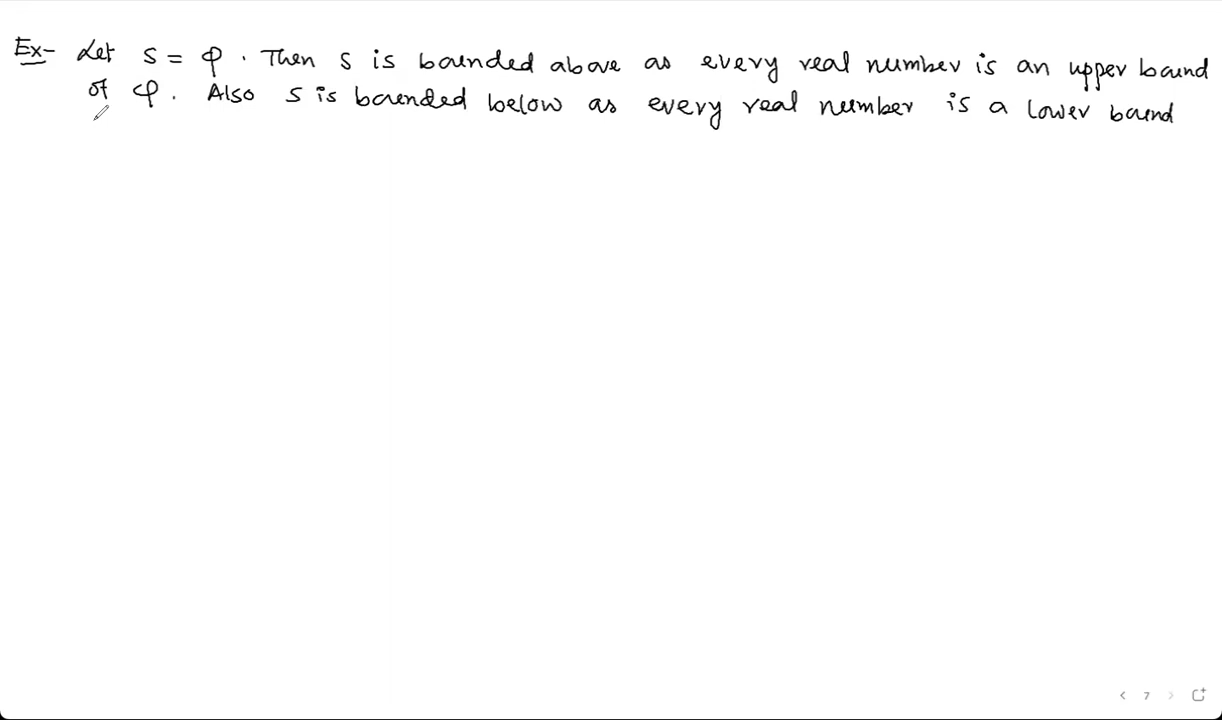 Ex- Let S = φ. Then S is bounded above as every real number is an upper bound
of φ. Also S is bounded below as every real number is a lower bound
7